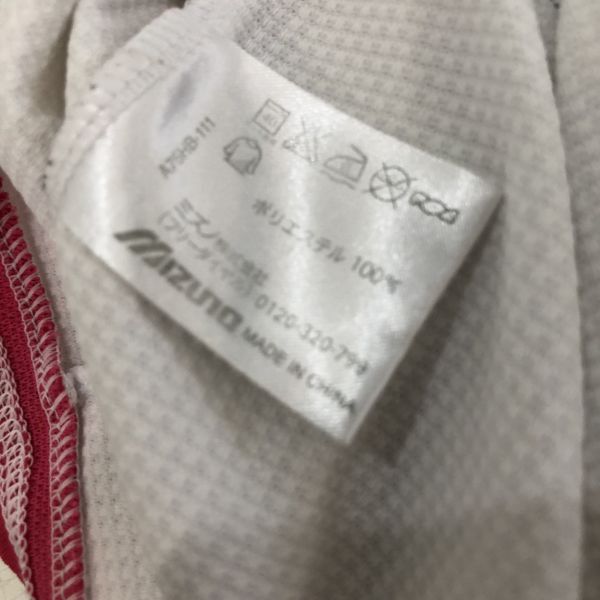 A75HB-111
ポリエステル 100%
ミズノ株式会社
(フリーダイヤル) 0120-320-799
MIZUNO MADE IN CHINA